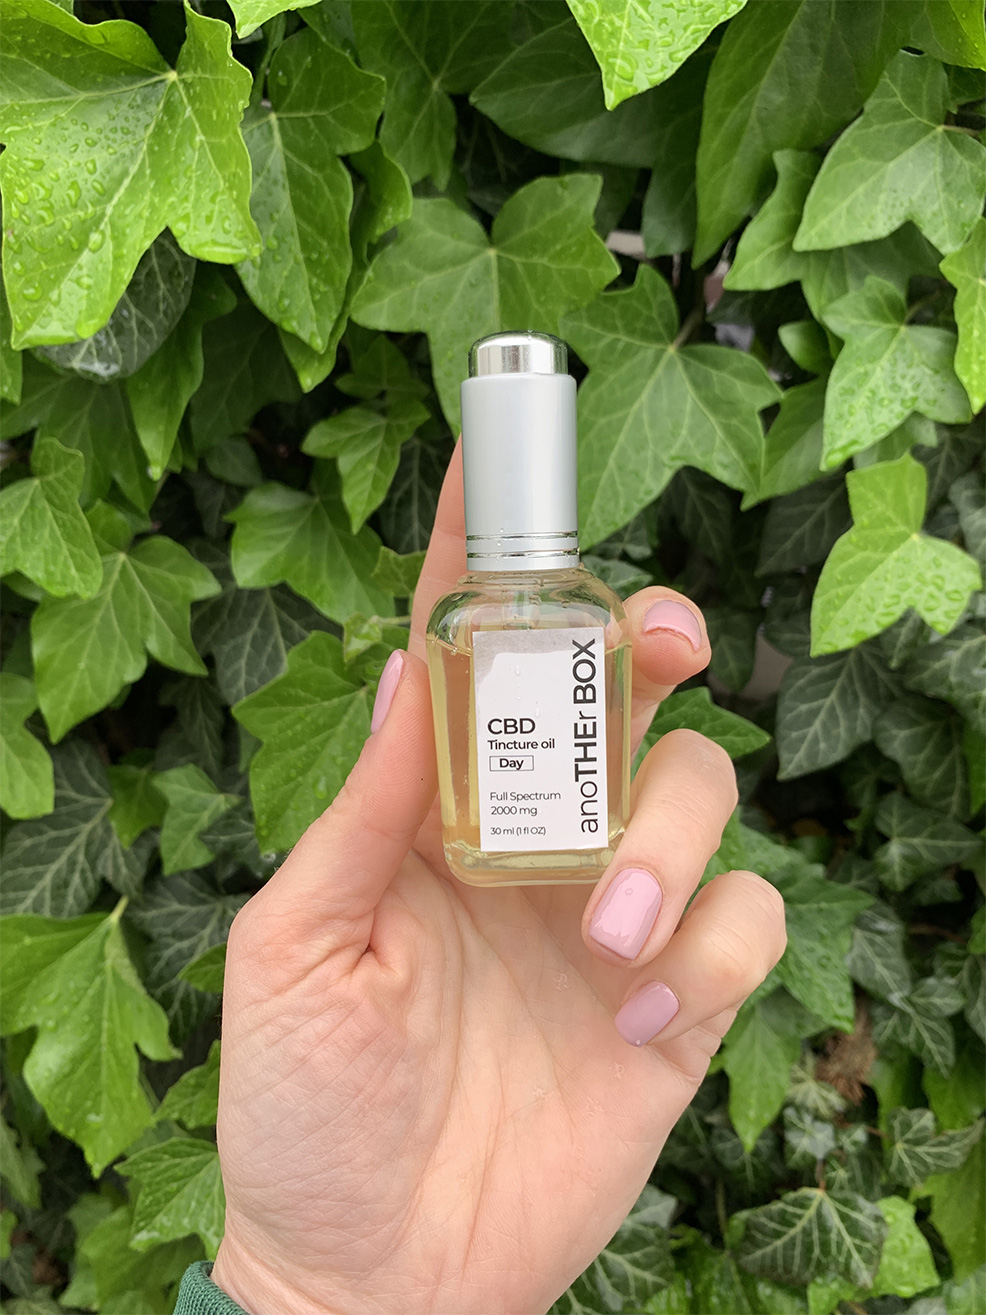 CBD
Tincture oil
Day
Full Spectrum
2000 mg
30 ml (1 fl OZ)
anoTHEr BOX